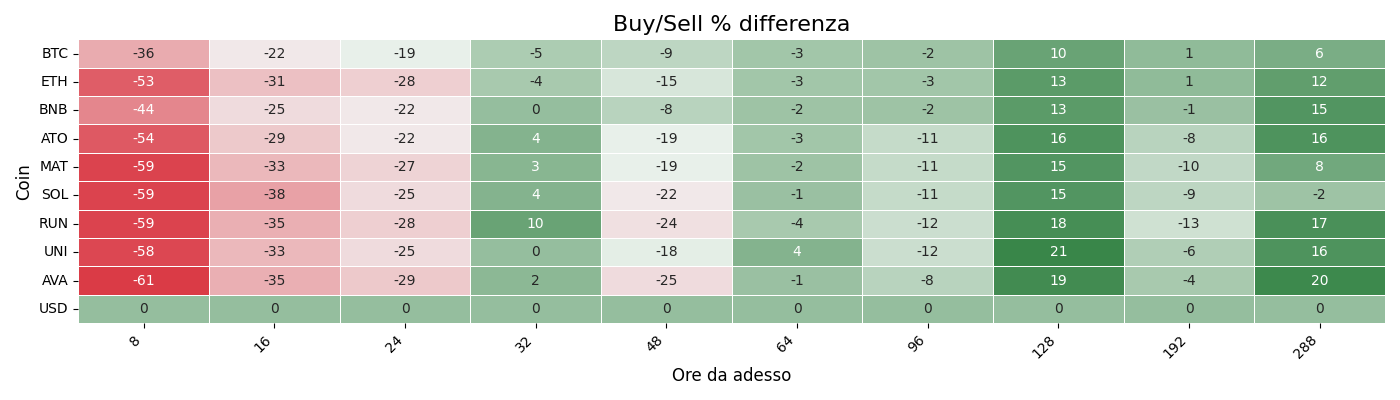 Buy/Sell % differenza
Coin
BTC -36 -22 -19 -5 -9 -3 -2 10 1 6
ETH -53 -31 -28 -4 -15 -3 -3 13 1 12
BNB -44 -25 -22 0 -8 -2 -2 13 -1 15
ATO -54 -29 -22 4 -19 -3 -11 16 -8 16
MAT -59 -33 -27 3 -19 -2 -11 15 -10 8
SOL -59 -38 -25 4 -22 -1 -11 15 -9 -2
RUN -59 -35 -28 10 -24 -4 -12 18 -13 17
UNI -58 -33 -25 0 -18 4 -12 21 -6 16
AVA -61 -35 -29 2 -25 -1 -8 19 -4 20
USD 0 0 0 0 0 0 0 0 0 0
8 16 24 32 48 64 96 128 192 288
Ore da adesso